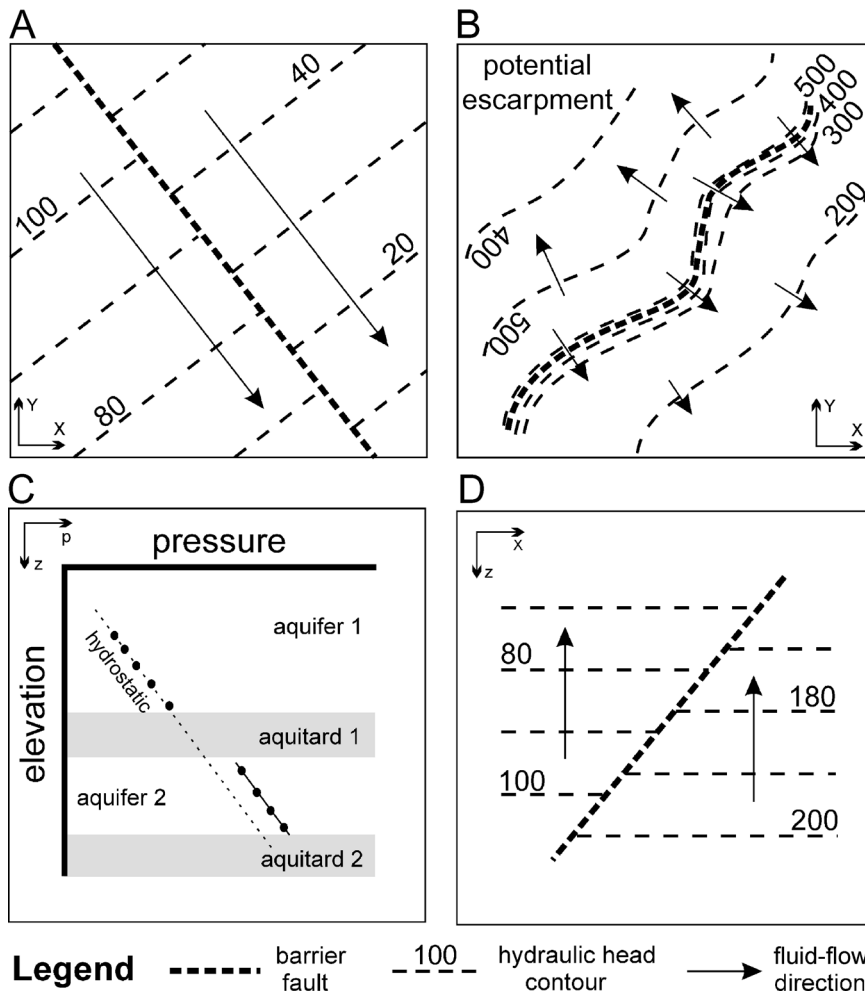 A
40
100
20
80
Y
X
B
potential
escarpment
500
400
300
200
400
500
Y
X
C
p
z
pressure
elevation
aquifer 1
hydrostatic
aquitard 1
aquifer 2
aquitard 2
D
X
z
80
180
100
200
Legend
barrier
fault
100
hydraulic head
contour
fluid-flow
direction